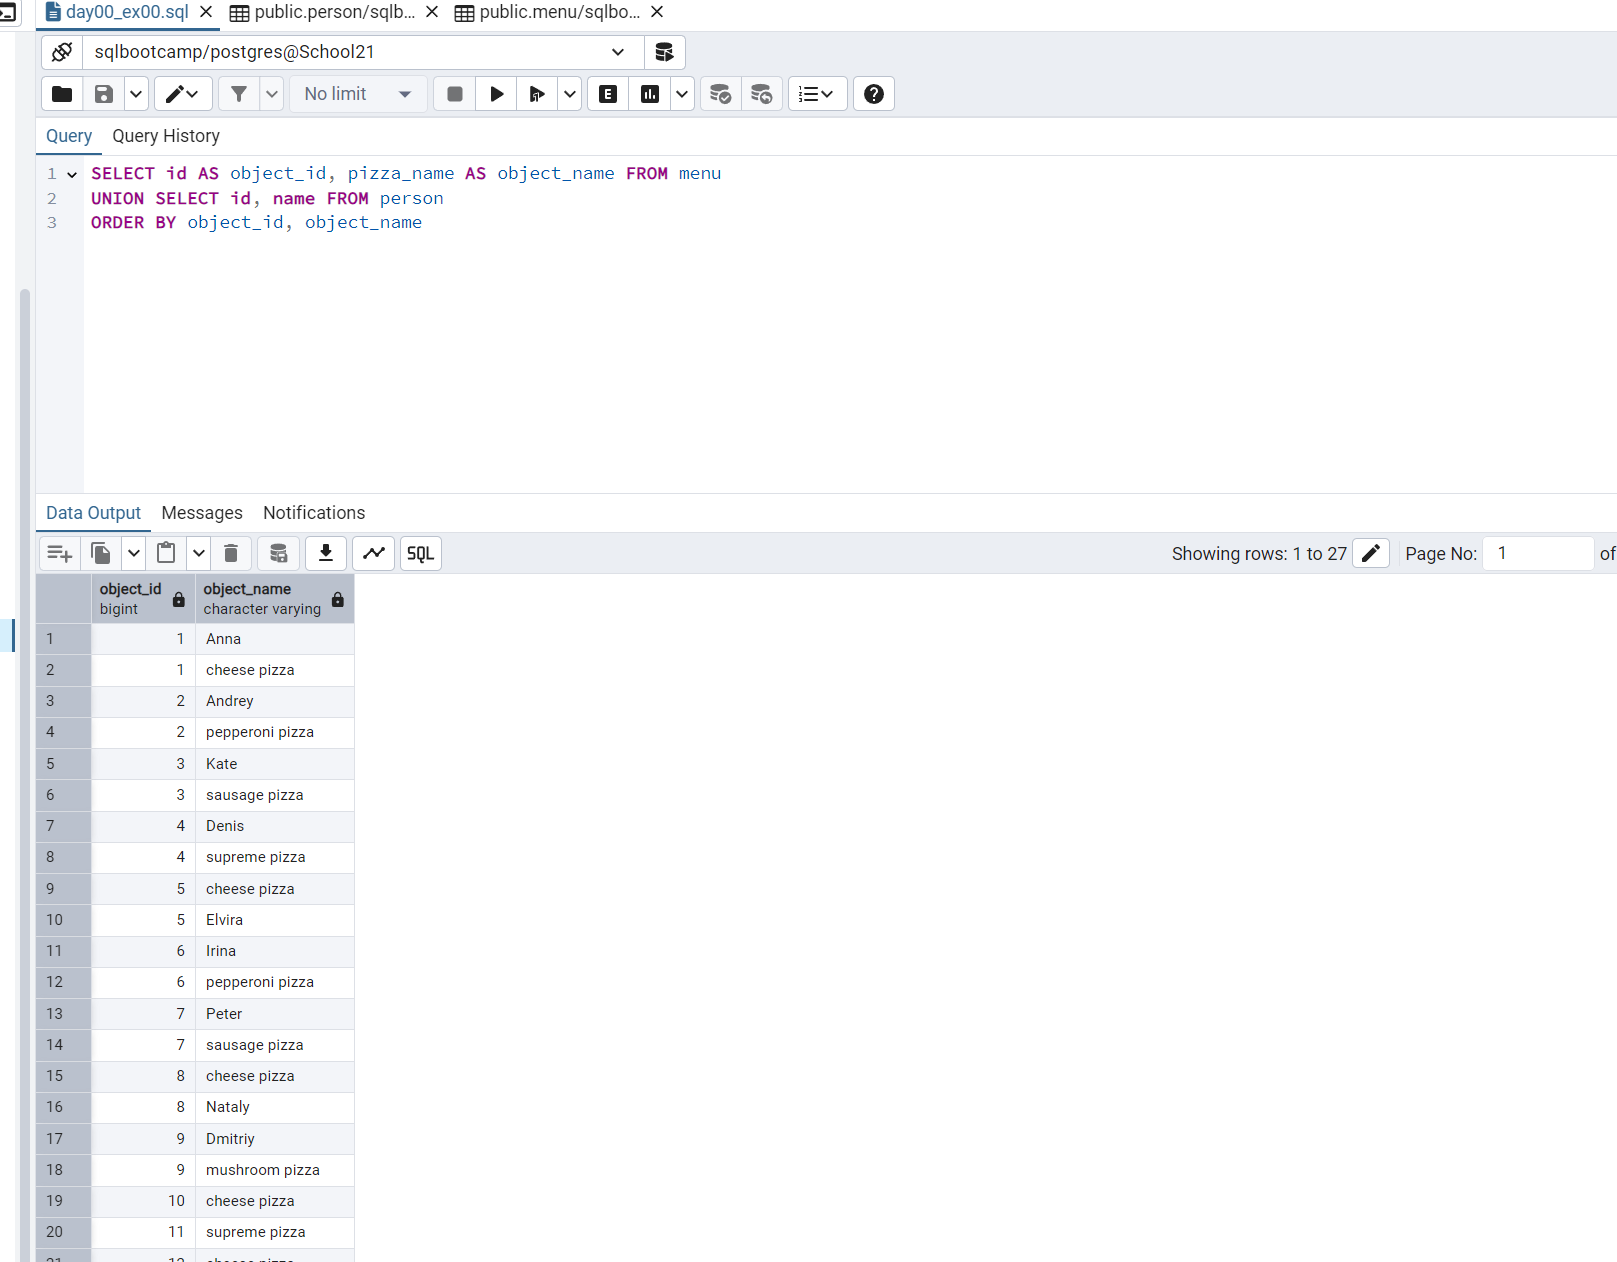 day00_ex00.sql public.person/sqlb... public.menu/sqlbo...
sqlbootcamp/postgres@School21
No limit
E
Query Query History
1 SELECT id AS object_id, pizza_name AS object_name FROM menu
2 UNION SELECT id, name FROM person
3 ORDER BY object_id, object_name
Data Output Messages Notifications
SQL Showing rows: 1 to 27 Page No: 1 of
object_id object_name
bigint character varying
1 1 Anna
2 1 cheese pizza
3 2 Andrey
4 2 pepperoni pizza
5 3 Kate
6 3 sausage pizza
7 4 Denis
8 4 supreme pizza
9 5 cheese pizza
10 5 Elvira
11 6 Irina
12 6 pepperoni pizza
13 7 Peter
14 7 sausage pizza
15 8 cheese pizza
16 8 Nataly
17 9 Dmitriy
18 9 mushroom pizza
19 10 cheese pizza
20 11 supreme pizza
21 12 cheese pizza